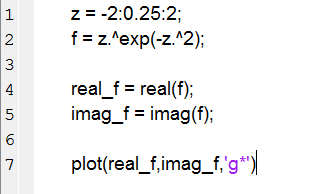 1 z = -2:0.25:2;
2 f = z.^exp(-z.^2);
3
4 real_f = real(f);
5 imag_f = imag(f);
6
7 plot(real_f,imag_f,'g*')